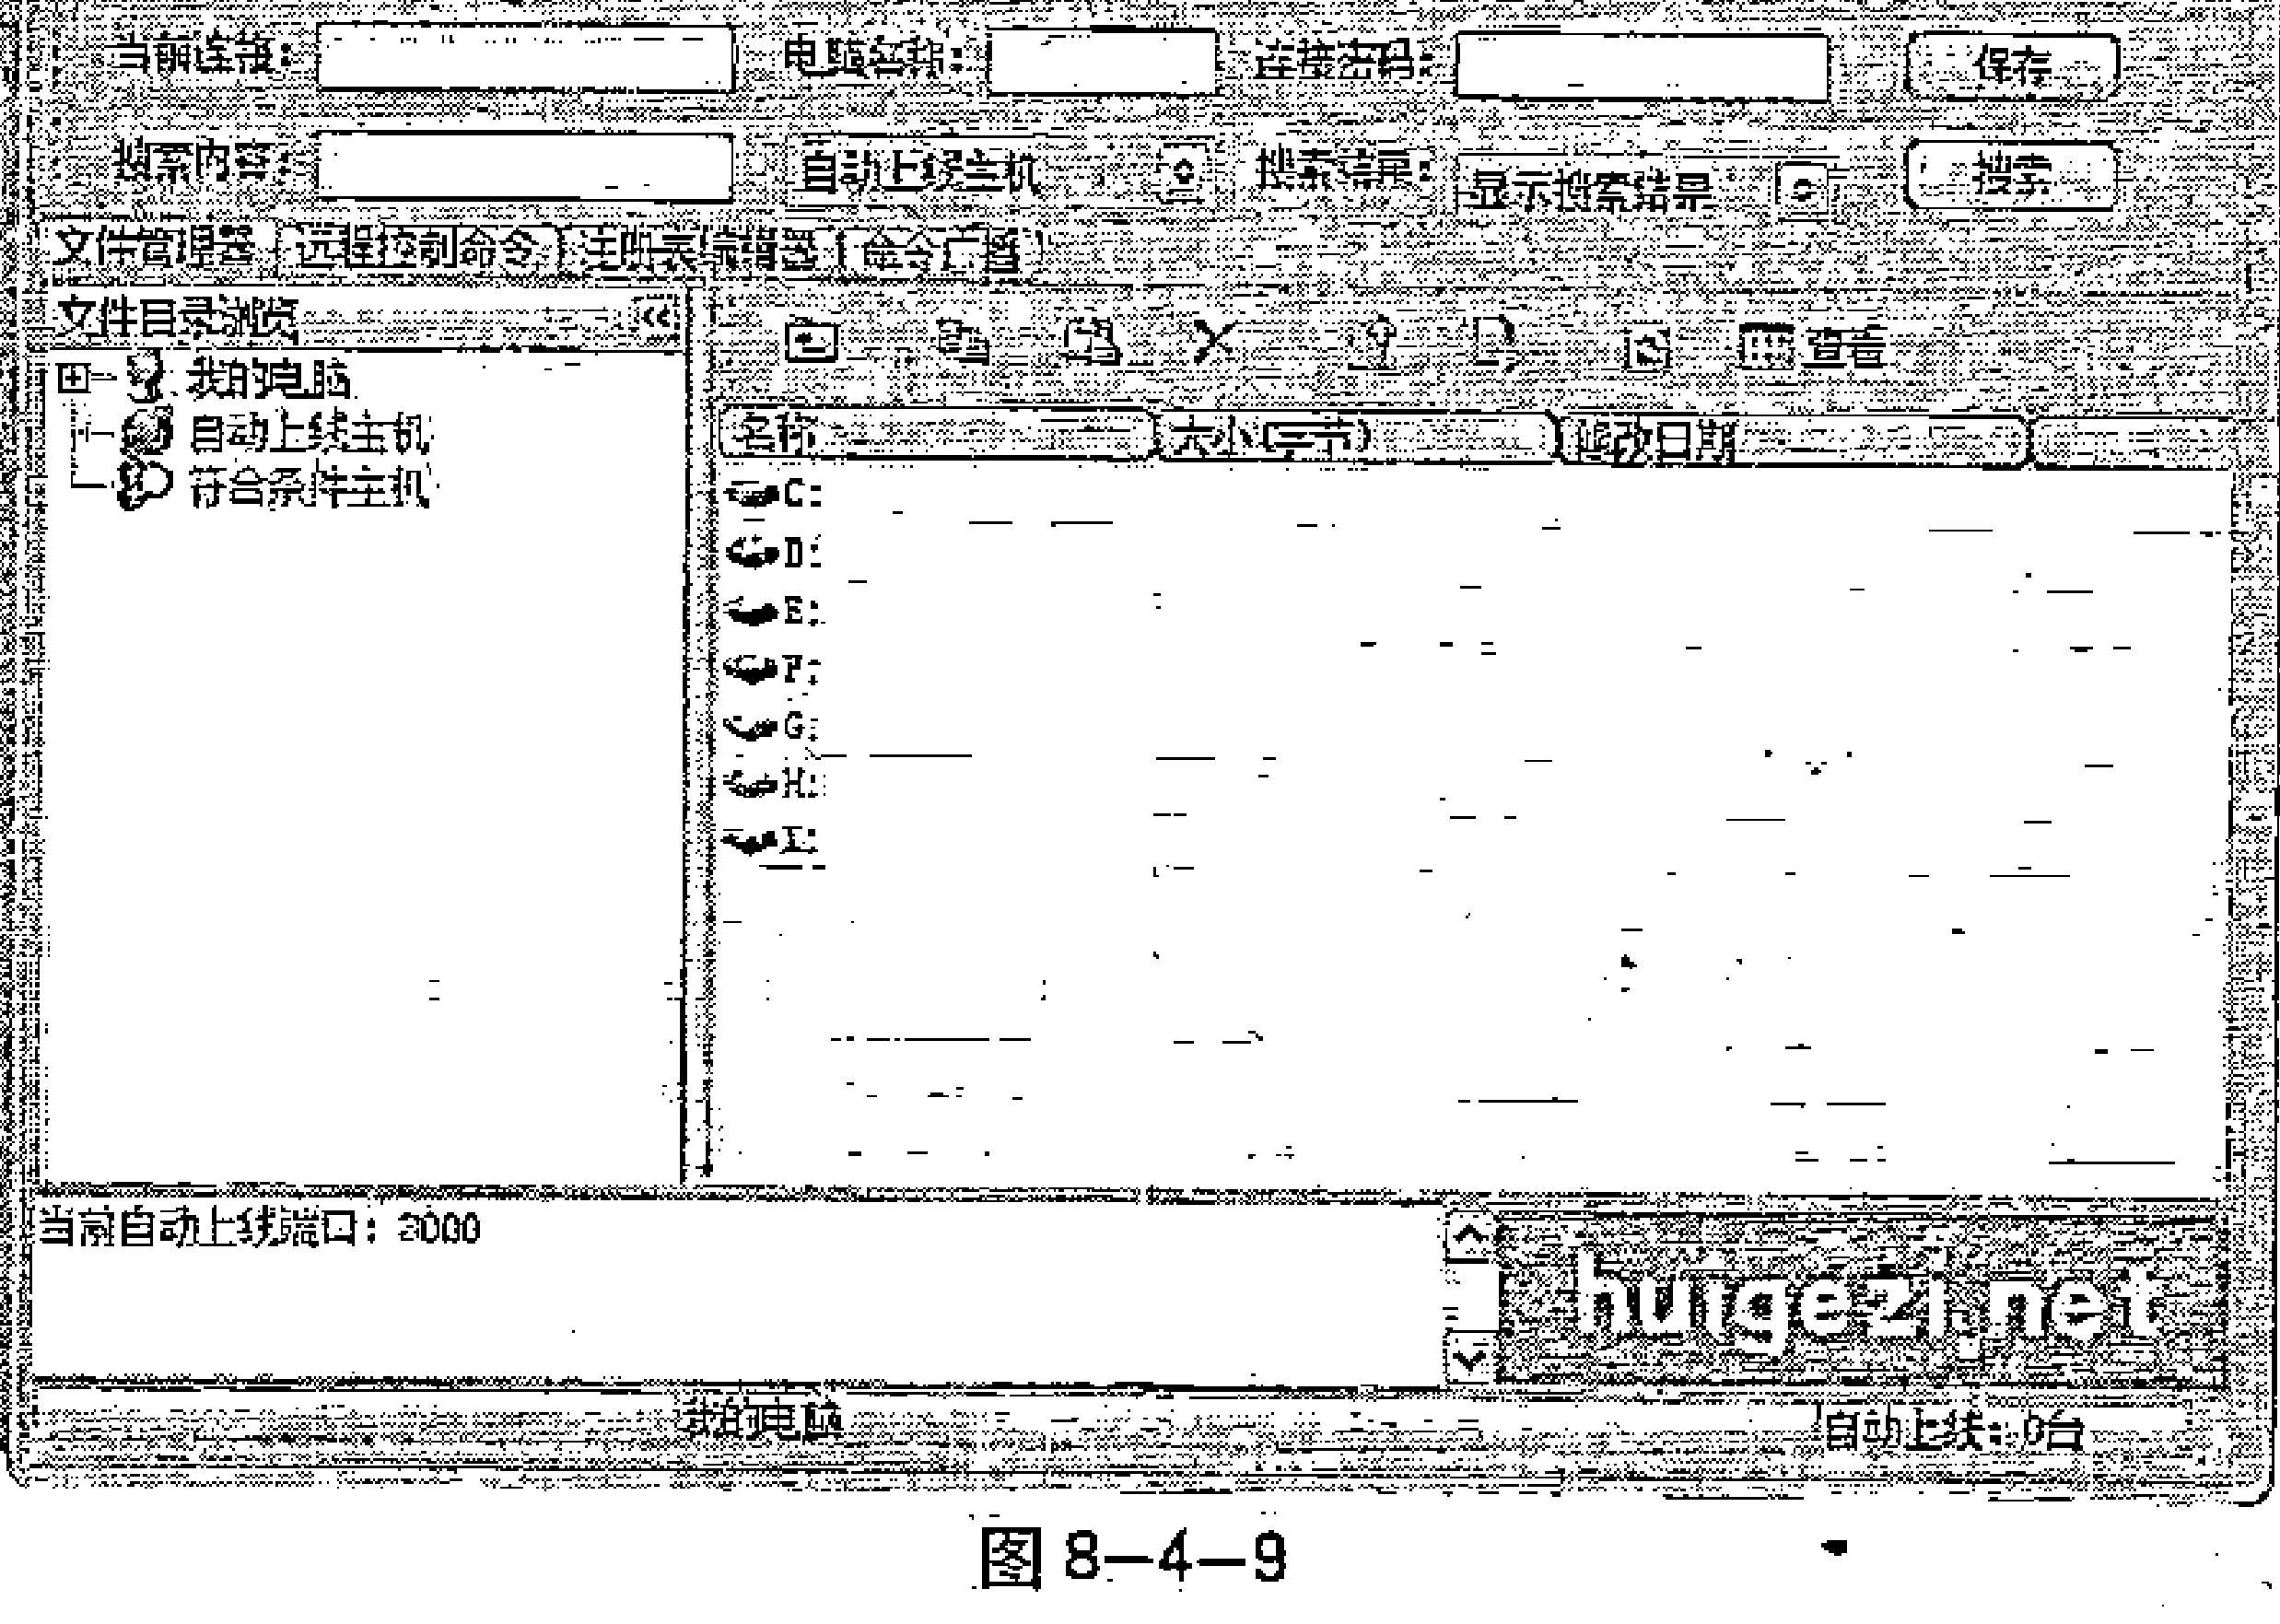 当前连接: 电脑名称: 连接密码: 保存
搜索内容: 自动上线主机 搜索结果: 显示搜索结果 搜索
文件管理器 远程控制命令 注册表编辑器 命令广播
文件目录浏览
查看
我的电脑
自动上线主机
符合条件主机
名称 大小(字节) 修改日期
C:
D:
E:
F:
G:
H:
I:
当前自动上线端口: 8000
huigezi.net
我的电脑 自动上线: 0台
图 8-4-9